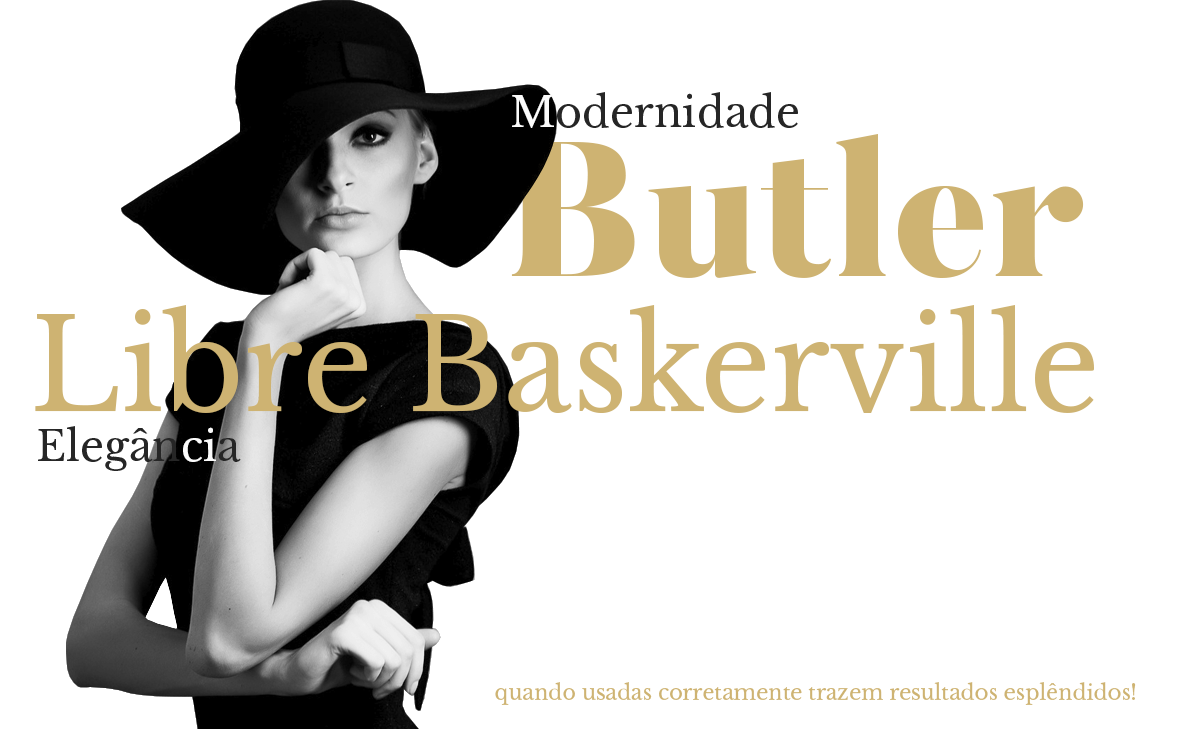 Modernidade
Butler
Libre Baskerville
Elegância
quando usadas corretamente trazem resultados esplêndidos!